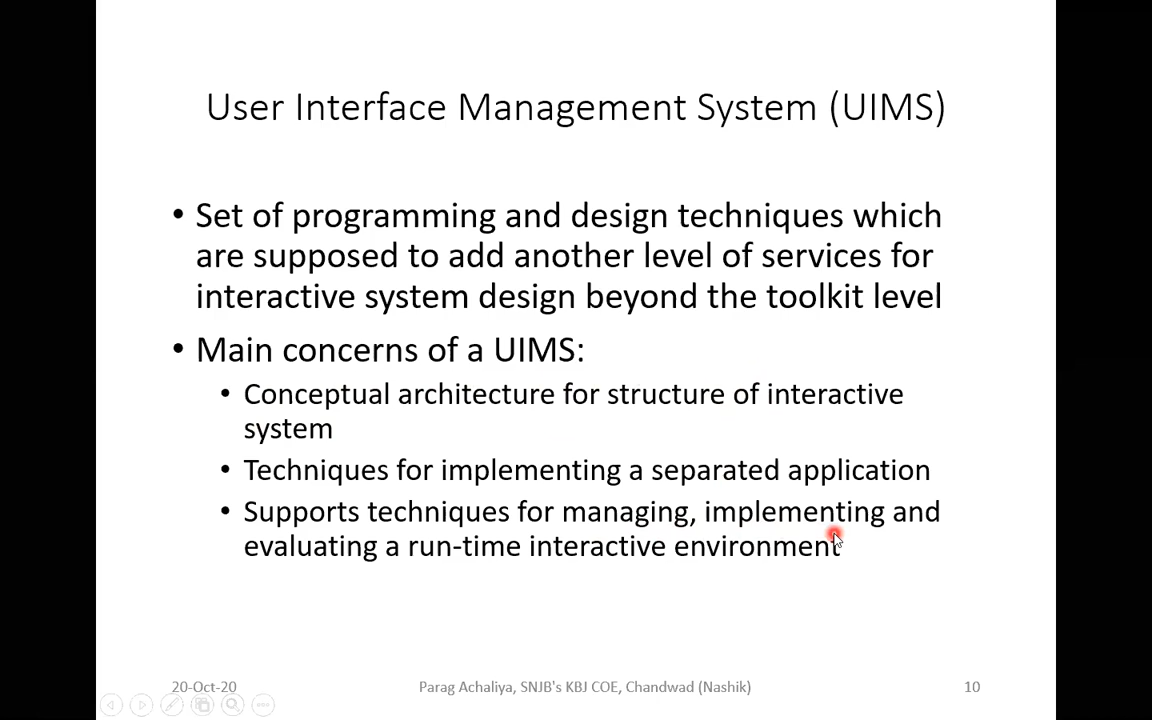 User Interface Management System (UIMS)
• Set of programming and design techniques which
are supposed to add another level of services for
interactive system design beyond the toolkit level
• Main concerns of a UIMS:
• Conceptual architecture for structure of interactive
system
• Techniques for implementing a separated application
• Supports techniques for managing, implementing and
evaluating a run-time interactive environment
20-Oct-20
Parag Achaliya, SNJB's KBJ COE, Chandwad (Nashik)
10